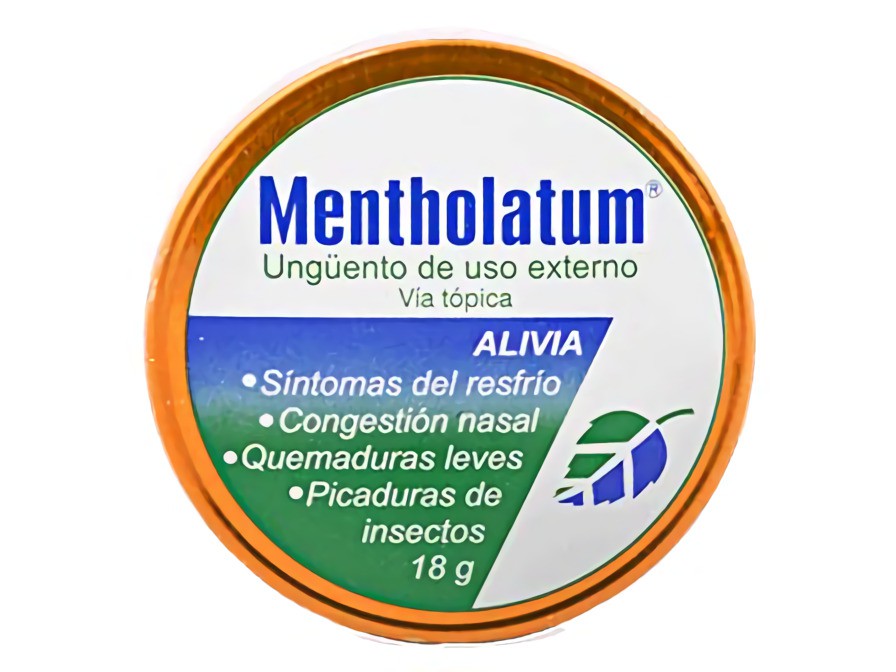 Mentholatum®
Ungüento de uso externo
Vía tópica
ALIVIA
•Síntomas del resfrío
•Congestión nasal
•Quemaduras leves
•Picaduras de
insectos
18 g